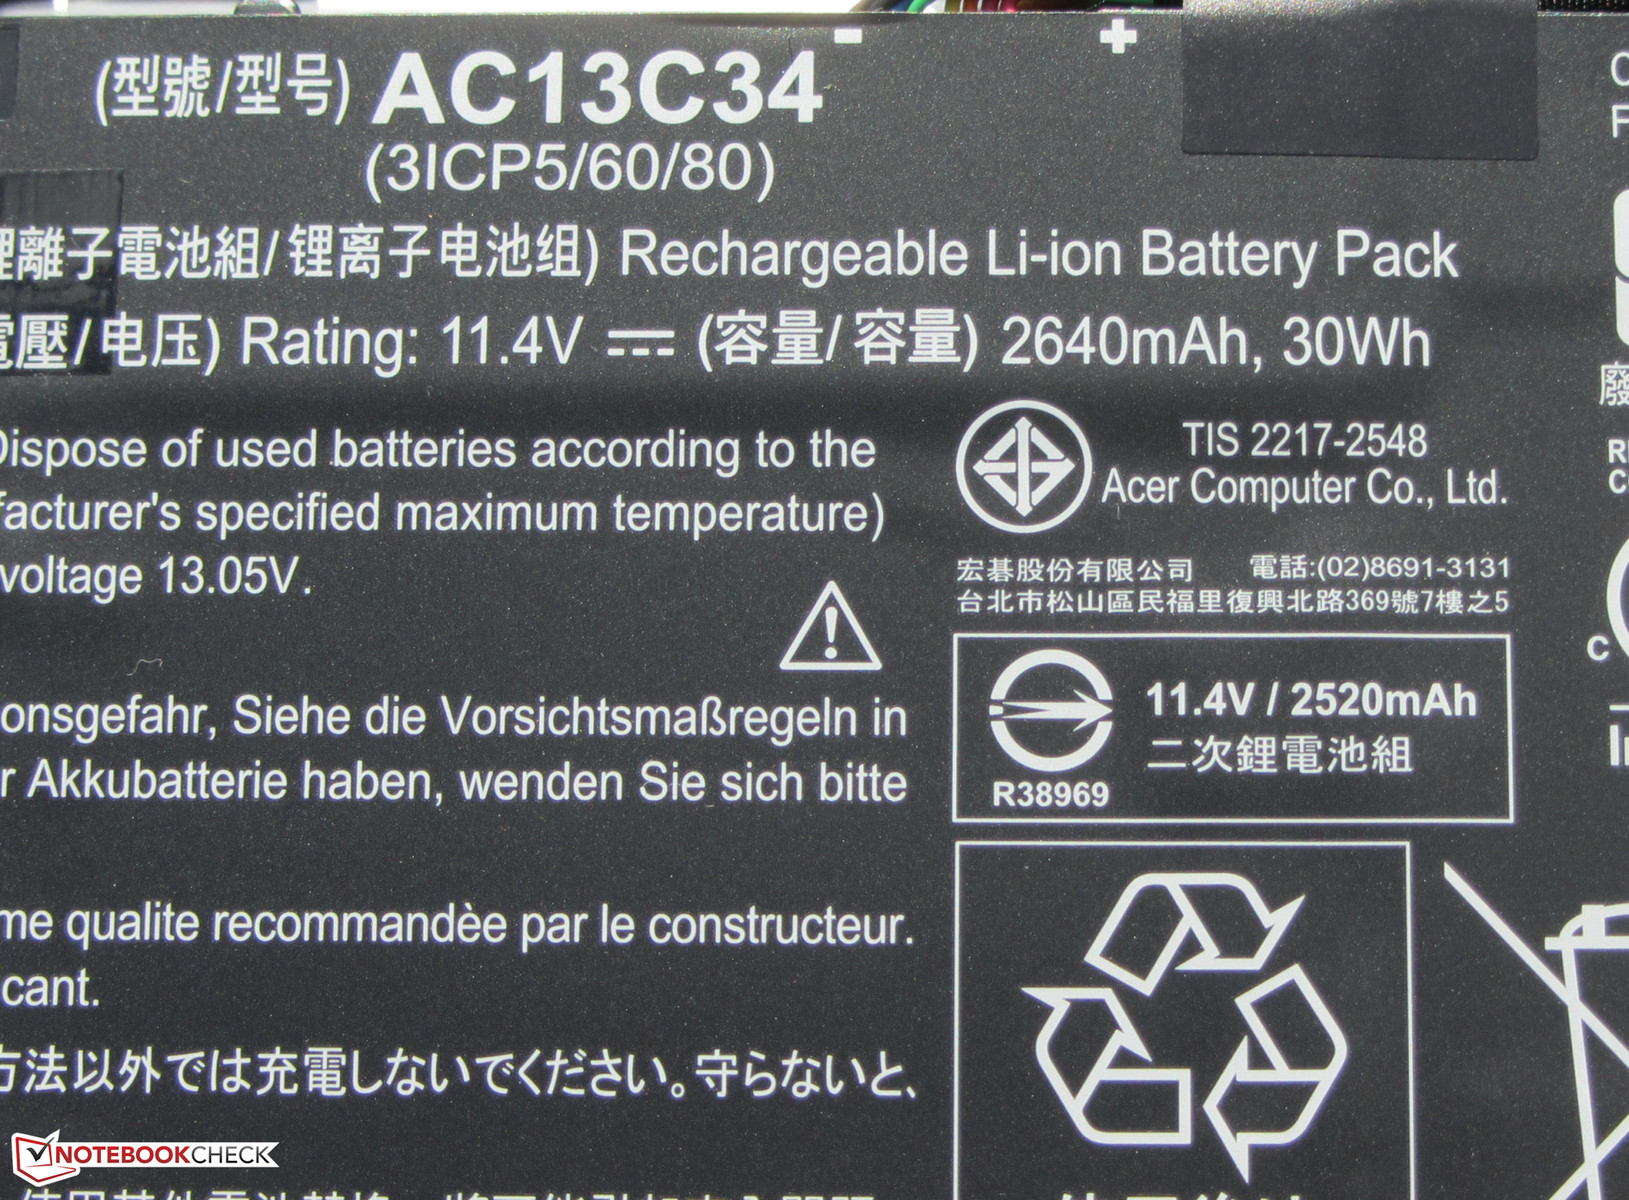 - +
(型號/型号) AC13C34
(3ICP5/60/80)
鋰離子電池組/锂离子电池组) Rechargeable Li-ion Battery Pack
電壓/电压) Rating: 11.4V (容量/容量) 2640mAh, 30Wh
Dispose of used batteries according to the
facturer's specified maximum temperature)
voltage 13.05V.
TIS 2217-2548
Acer Computer Co., Ltd.
宏碁股份有限公司 電話:(02)8691-3131
台北市松山區民福里復興北路369號7樓之5
onsgefahr, Siehe die Vorsichtsmaßregeln in
r Akkubatterie haben, wenden Sie sich bitte
11.4V / 2520mAh
二次鋰電池組
R38969
me qualite recommandèe par le constructeur.
cant.
方法以外では充電しないでください。守らないと、
NOTEBOOKCHECK